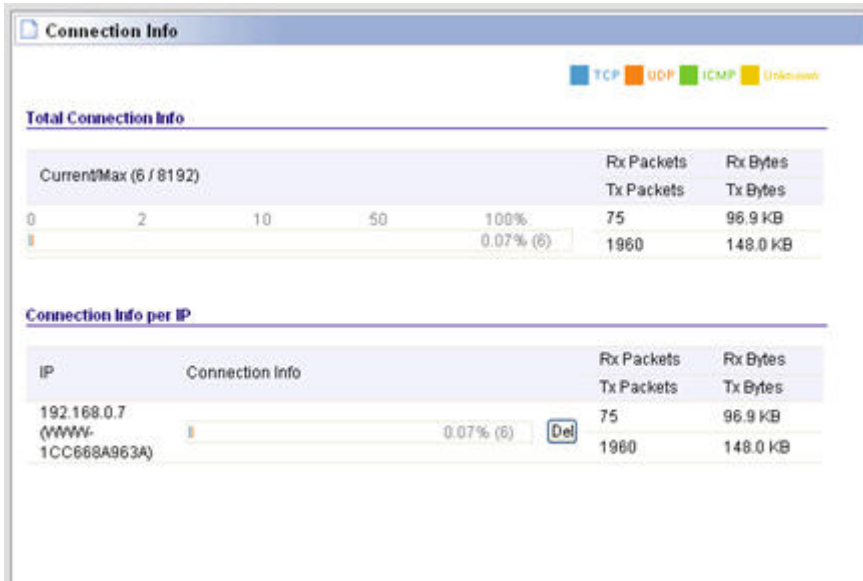 Connection Info
TCP UDP ICMP Unknown
Total Connection Info
Current/Max (6 / 8192)
Rx Packets Rx Bytes
Tx Packets Tx Bytes
0 2 10 50 100%
75 96.9 KB
0.07% (6)
1960 148.0 KB
Connection Info per IP
IP Connection Info
Rx Packets Rx Bytes
Tx Packets Tx Bytes
192.168.0.7
(WWW-
1CC668A963A)
0.07% (6) Del
75 96.9 KB
1960 148.0 KB